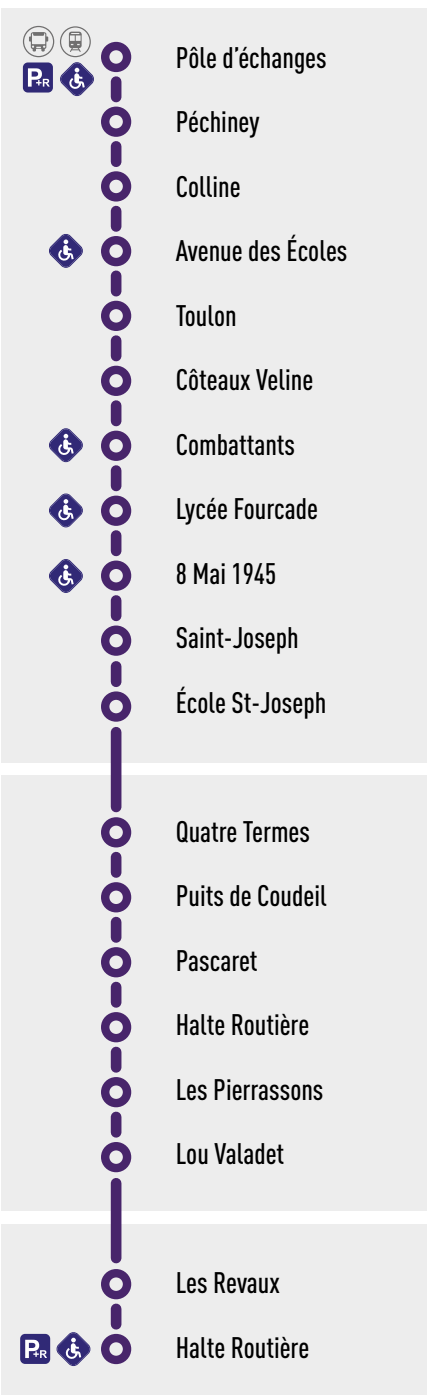 Pôle d’échanges
P+R
Péchiney
Colline
Avenue des Écoles
Toulon
Côteaux Veline
Combattants
Lycée Fourcade
8 Mai 1945
Saint-Joseph
École St-Joseph
Quatre Termes
Puits de Coudeil
Pascaret
Halte Routière
Les Pierrassons
Lou Valadet
Les Revaux
P+R
Halte Routière